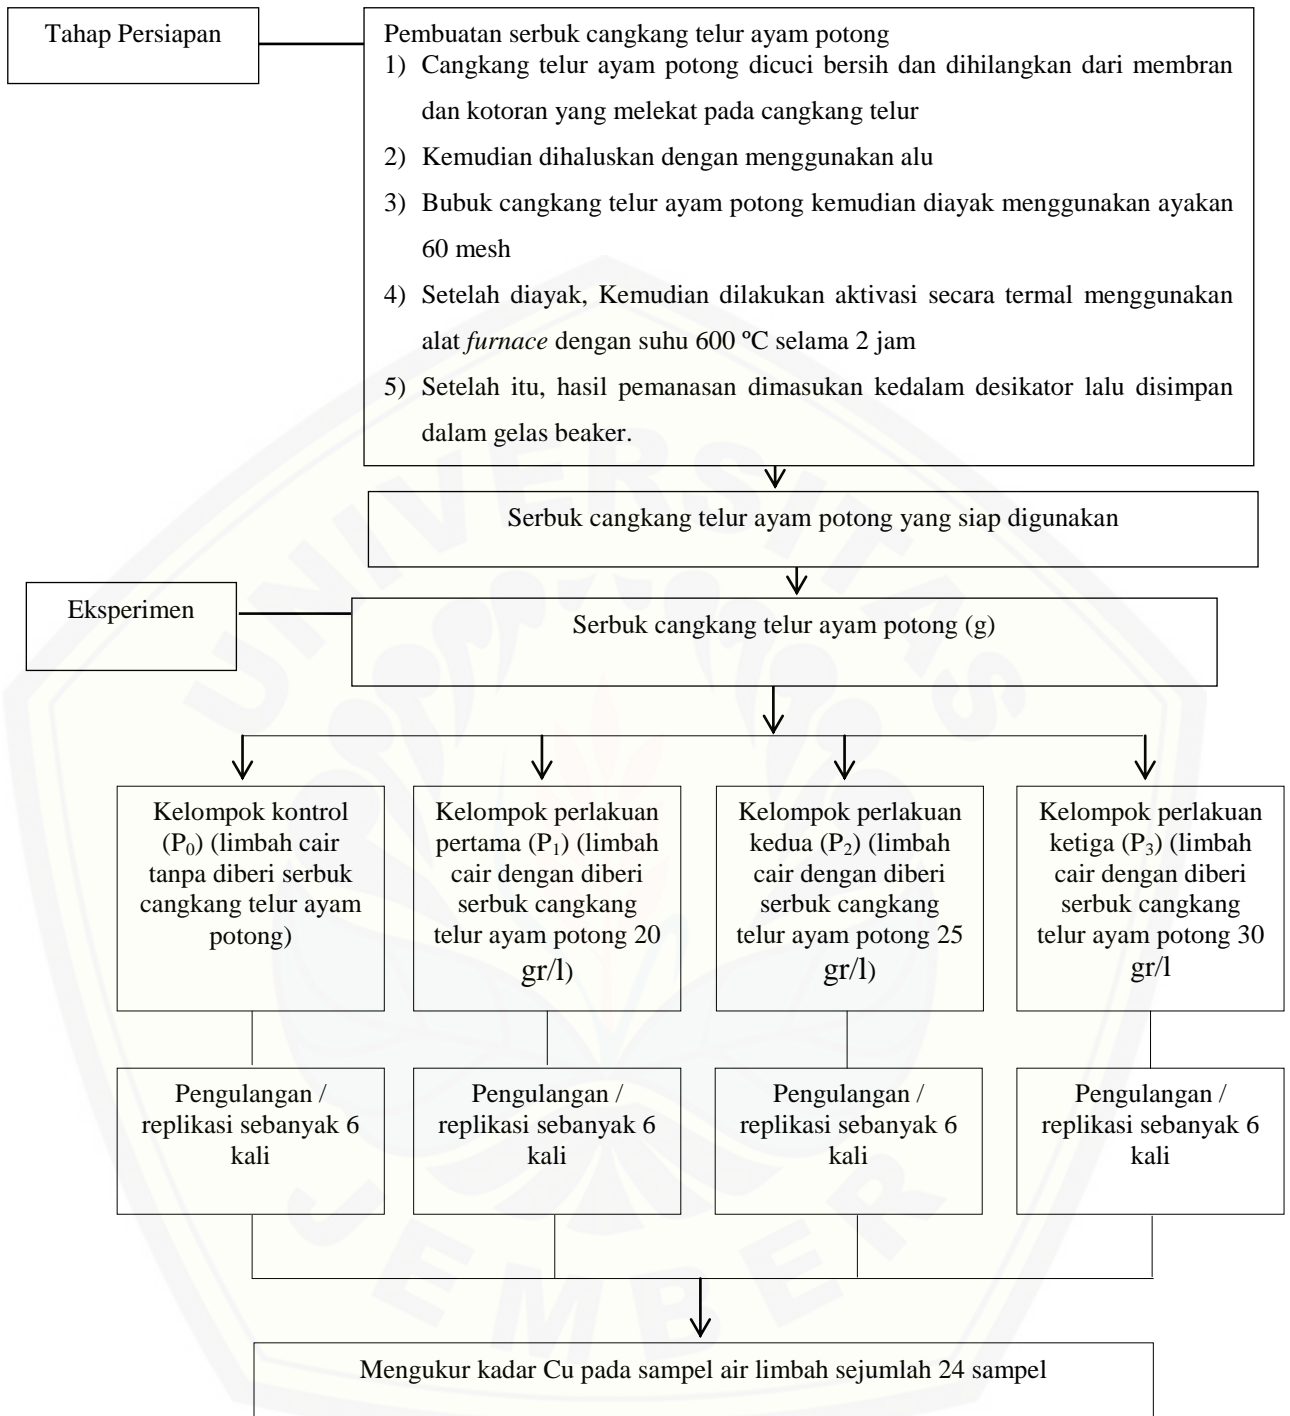 Tahap Persiapan
Pembuatan serbuk cangkang telur ayam potong
1) Cangkang telur ayam potong dicuci bersih dan dihilangkan dari membran
dan kotoran yang melekat pada cangkang telur
2) Kemudian dihaluskan dengan menggunakan alu
3) Bubuk cangkang telur ayam potong kemudian diayak menggunakan ayakan
60 mesh
4) Setelah diayak, Kemudian dilakukan aktivasi secara termal menggunakan
alat furnace dengan suhu 600 ºC selama 2 jam
5) Setelah itu, hasil pemanasan dimasukan kedalam desikator lalu disimpan
dalam gelas beaker.
Serbuk cangkang telur ayam potong yang siap digunakan
Eksperimen
Serbuk cangkang telur ayam potong (g)
Kelompok kontrol
(P₀) (limbah cair
tanpa diberi serbuk
cangkang telur ayam
potong)
Kelompok perlakuan
pertama (P₁) (limbah
cair dengan diberi
serbuk cangkang
telur ayam potong 20
gr/l)
Kelompok perlakuan
kedua (P₂) (limbah
cair dengan diberi
serbuk cangkang
telur ayam potong 25
gr/l)
Kelompok perlakuan
ketiga (P₃) (limbah
cair dengan diberi
serbuk cangkang
telur ayam potong 30
gr/l
Pengulangan /
replikasi sebanyak 6
kali
Pengulangan /
replikasi sebanyak 6
kali
Pengulangan /
replikasi sebanyak 6
kali
Pengulangan /
replikasi sebanyak 6
kali
Mengukur kadar Cu pada sampel air limbah sejumlah 24 sampel
UNIVERSITAS
JEMBER